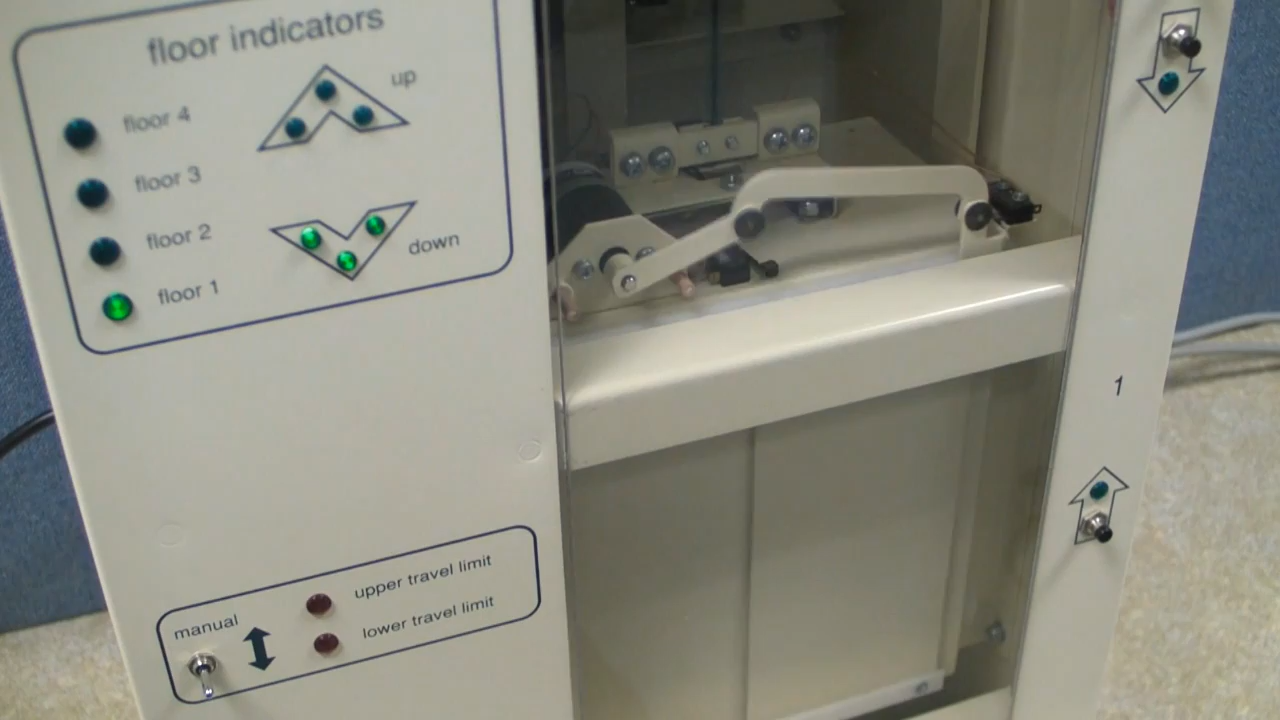 floor indicators
up
floor 4
floor 3
floor 2
down
floor 1
1
upper travel limit
manual
lower travel limit